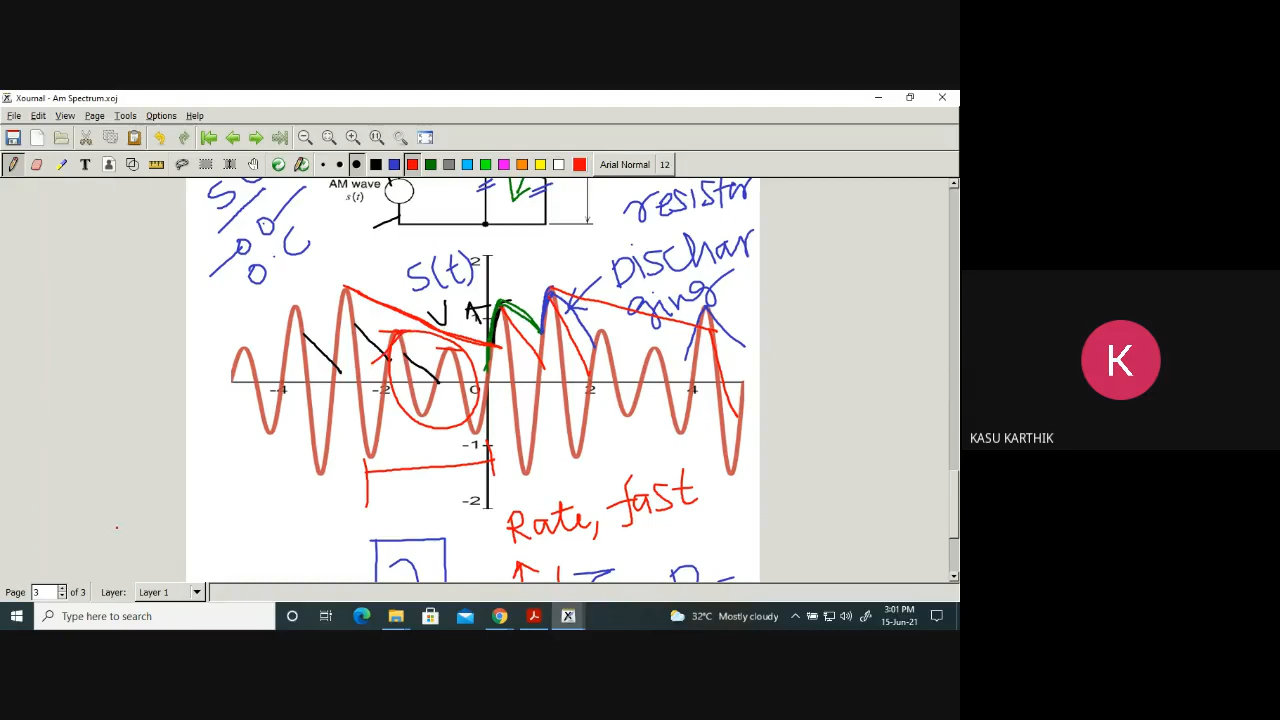 Xournal - Am Spectrum.xoj
File Edit View Page Tools Options Help
Arial Normal 12
AM wave
s(t)
resistor
S(t)
Dischar
ging
2
-4
-2
0
2
4
-1
-2
Rate, fast
Page 3 of 3 Layer: Layer 1
Type here to search
32°C Mostly cloudy
3:01 PM
15-Jun-21
K
KASU KARTHIK